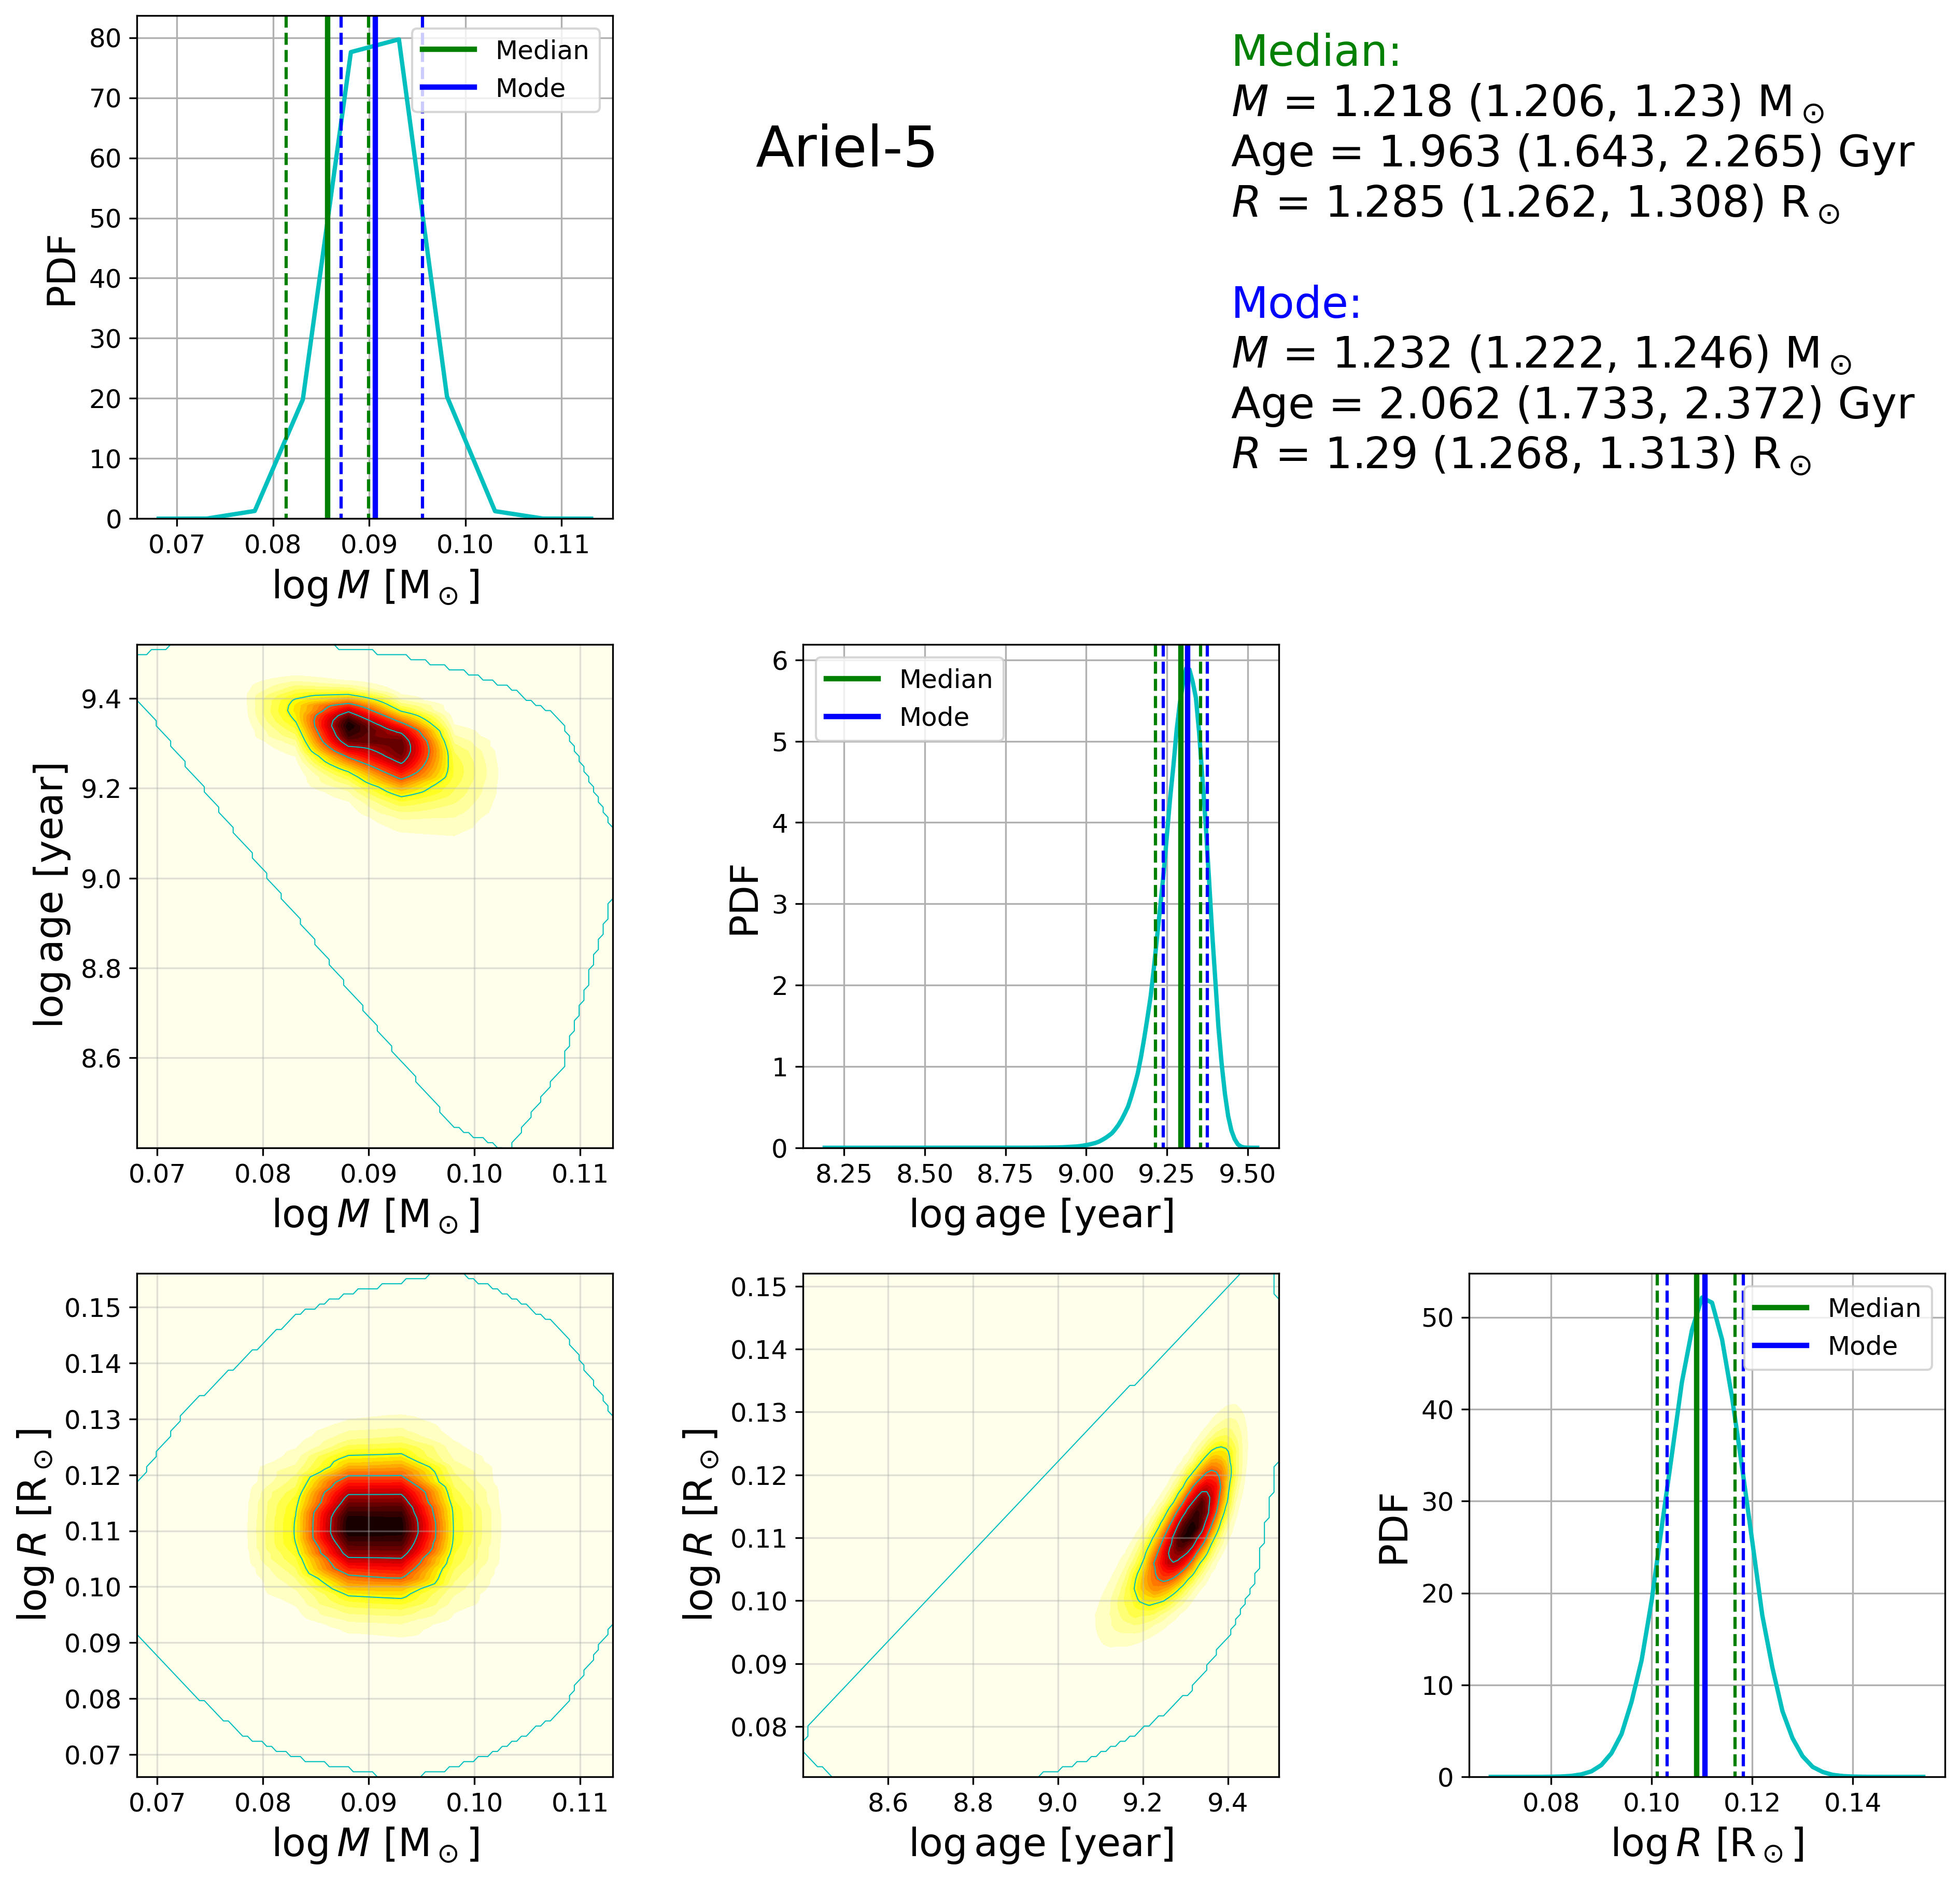 80
70
60
50
40
30
20
10
0
PDF
Median
Mode
0.07 0.08 0.09 0.10 0.11
log M [M⊙]
Ariel-5
Median:
M = 1.218 (1.206, 1.23) M⊙
Age = 1.963 (1.643, 2.265) Gyr
R = 1.285 (1.262, 1.308) R⊙
Mode:
M = 1.232 (1.222, 1.246) M⊙
Age = 2.062 (1.733, 2.372) Gyr
R = 1.29 (1.268, 1.313) R⊙
9.4
9.2
9.0
8.8
8.6
log age [year]
0.07 0.08 0.09 0.10 0.11
log M [M⊙]
6
5
4
3
2
1
0
PDF
Median
Mode
8.25 8.50 8.75 9.00 9.25 9.50
log age [year]
0.15
0.14
0.13
0.12
0.11
0.10
0.09
0.08
0.07
log R [R⊙]
0.07 0.08 0.09 0.10 0.11
log M [M⊙]
0.15
0.14
0.13
0.12
0.11
0.10
0.09
0.08
log R [R⊙]
8.6 8.8 9.0 9.2 9.4
log age [year]
50
40
30
20
10
0
PDF
Median
Mode
0.08 0.10 0.12 0.14
log R [R⊙]